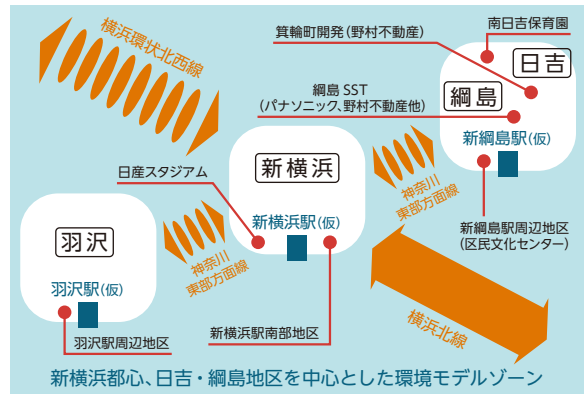 横浜環状北西線
南日吉保育園
箕輪町開発(野村不動産)
日吉
綱島
綱島 SST
(パナソニック、野村不動産他)
新綱島駅(仮)
日産スタジアム
新横浜
神奈川
東部方面線
新横浜駅(仮)
新綱島駅周辺地区
(区民文化センター)
羽沢
神奈川
東部方面線
羽沢駅(仮)
横浜北線
羽沢駅周辺地区
新横浜駅南部地区
新横浜都心、日吉・綱島地区を中心とした環境モデルゾーン